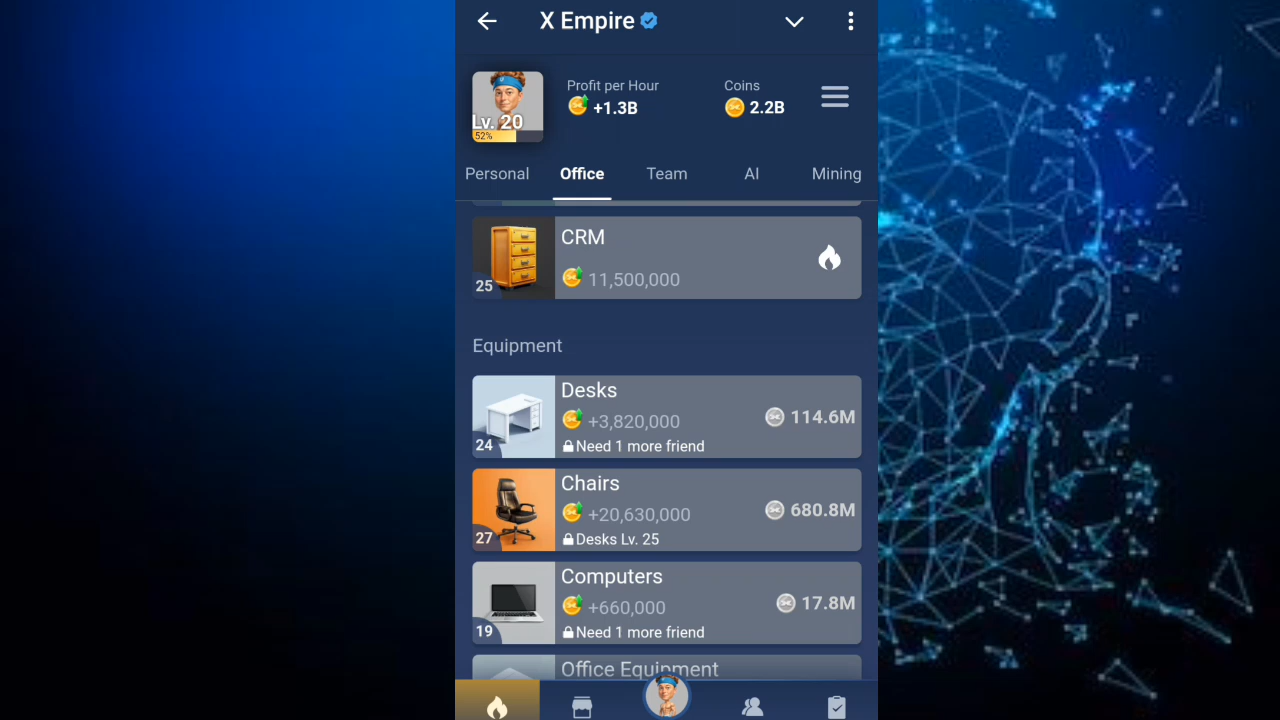 X Empire
Profit per Hour
Coins
+1.3B
2.2B
Lv. 20
52%
Personal
Office
Team
AI
Mining
CRM
11,500,000
25
Equipment
Desks
+3,820,000
114.6M
24
Need 1 more friend
Chairs
+20,630,000
680.8M
27
Desks Lv. 25
Computers
+660,000
17.8M
19
Need 1 more friend
Office Equipment